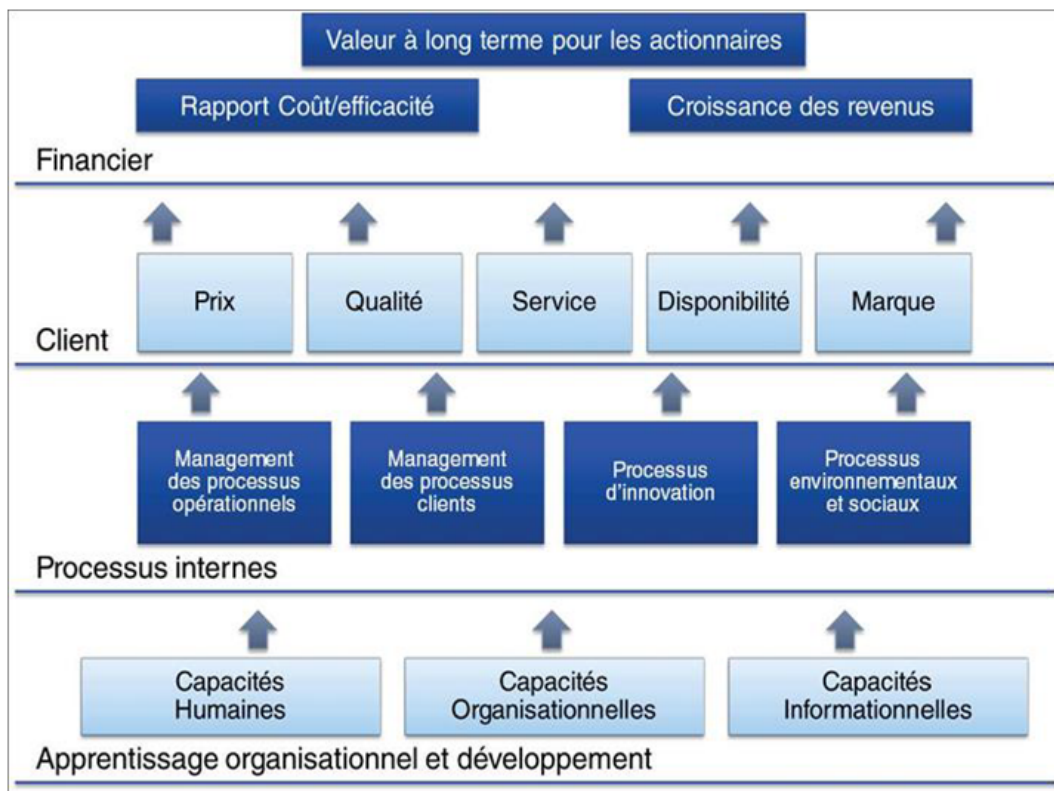 Valeur à long terme pour les actionnaires
Rapport Coût/efficacité
Croissance des revenus
Financier
Prix
Qualité
Service
Disponibilité
Marque
Client
Management
des processus
opérationnels
Management
des processus
clients
Processus
d'innovation
Processus
environnementaux
et sociaux
Processus internes
Capacités
Humaines
Capacités
Organisationnelles
Capacités
Informationnelles
Apprentissage organisationnel et développement